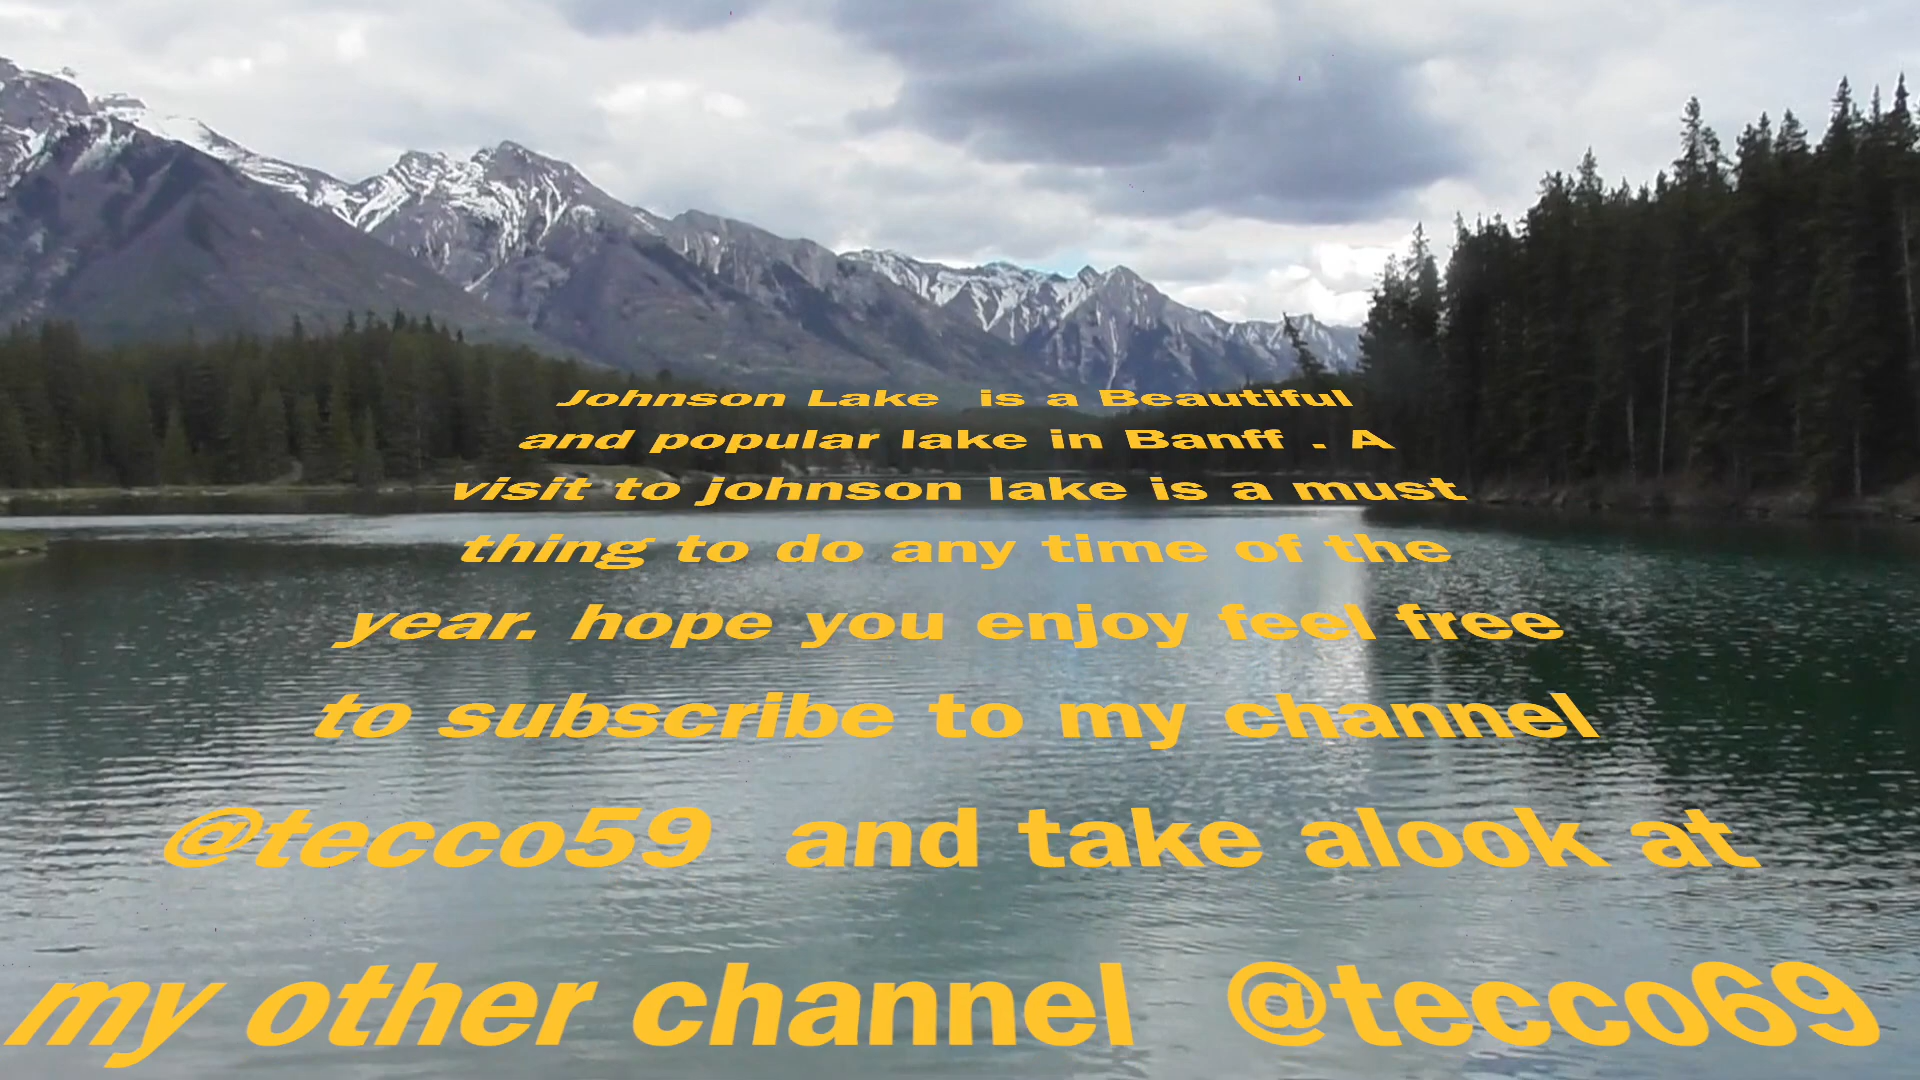 Johnson Lake is a Beautiful
and popular lake in Banff . A
visit to johnson lake is a must
thing to do any time of the
year. hope you enjoy feel free
to subscribe to my channel
@tecco59 and take alook at
my other channel @tecco69